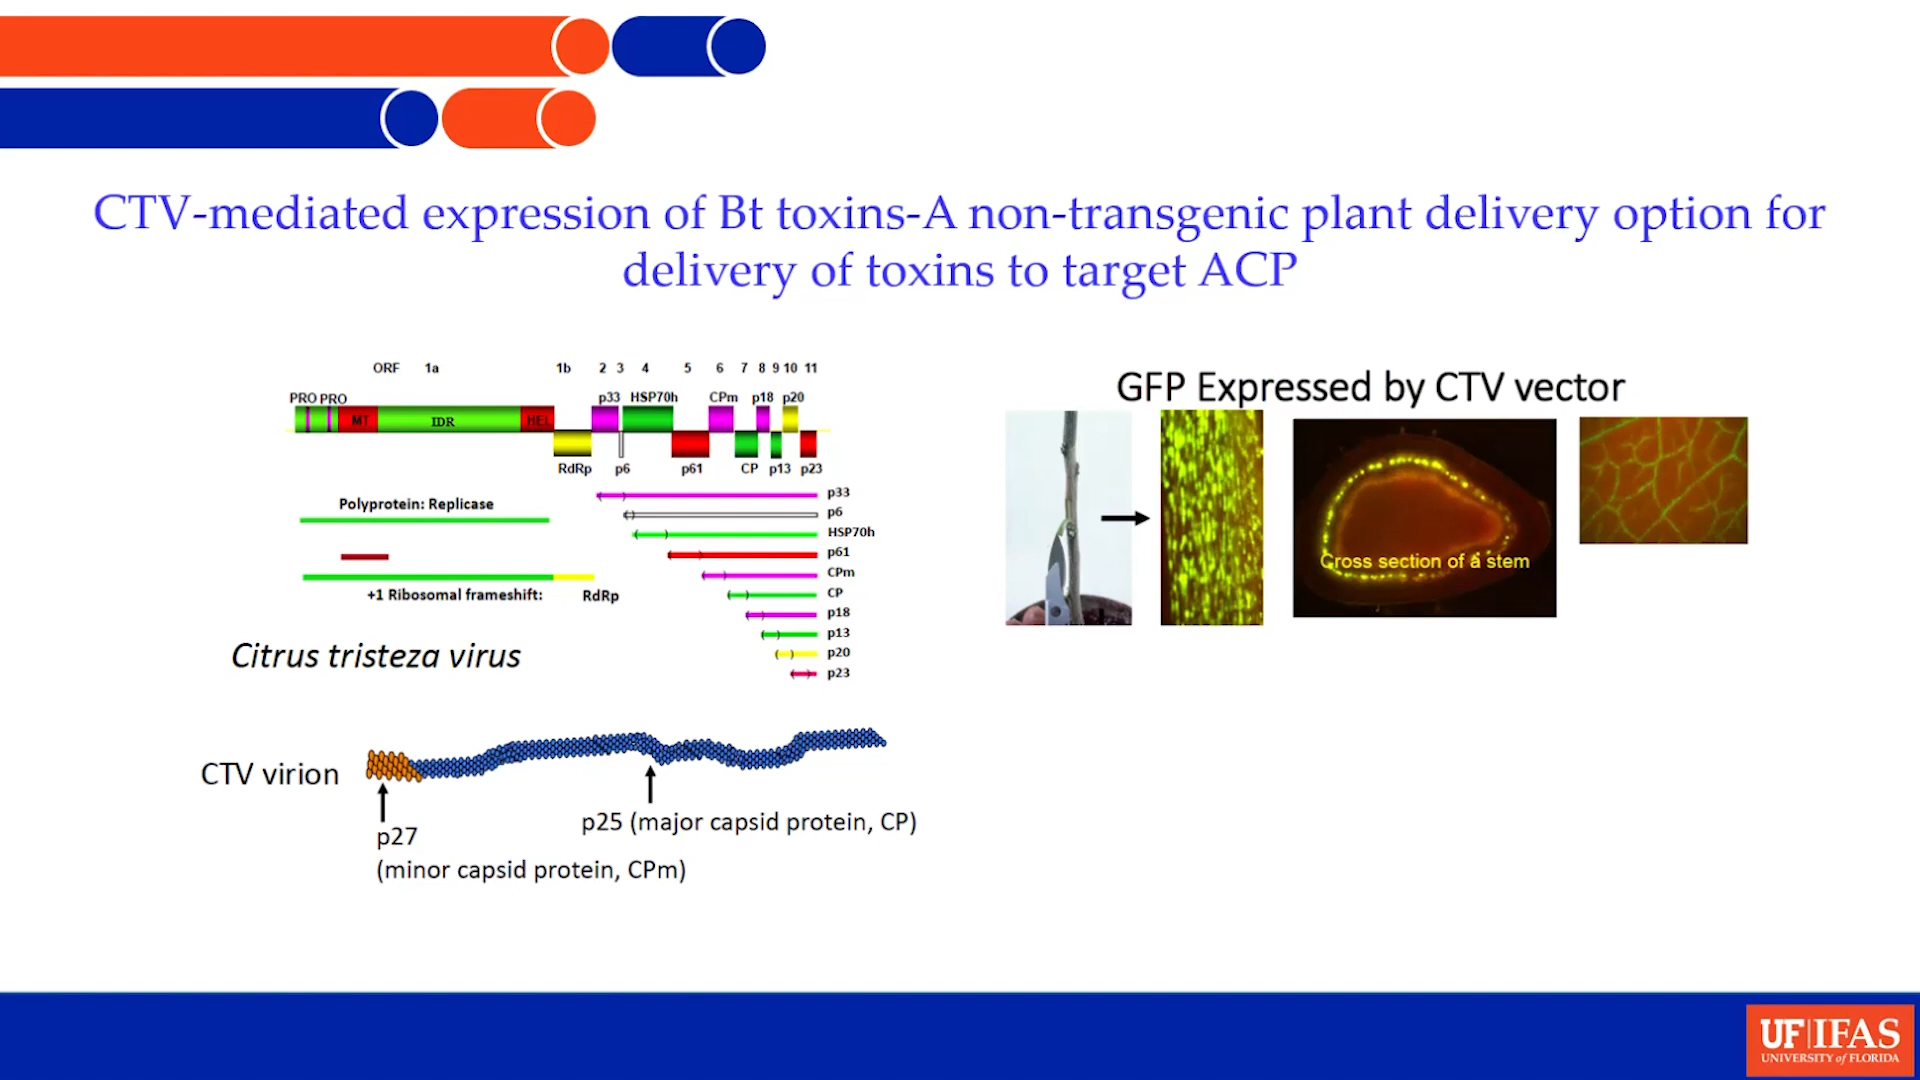 CTV-mediated expression of Bt toxins-A non-transgenic plant delivery option for
delivery of toxins to target ACP
ORF 1a 1b 2 3 4 5 6 7 8 9 10 11
PRO PRO p33 HSP70h CPm p18 p20
MT IDR HEL
RdRp p6 p61 CP p13 p23
Polyprotein: Replicase
+1 Ribosomal frameshift: RdRp
p33
p6
HSP70h
p61
CPm
CP
p18
p13
p20
p23
Citrus tristeza virus
CTV virion
p27
(minor capsid protein, CPm)
p25 (major capsid protein, CP)
GFP Expressed by CTV vector
Cross section of a stem
UF|IFAS
UNIVERSITY of FLORIDA